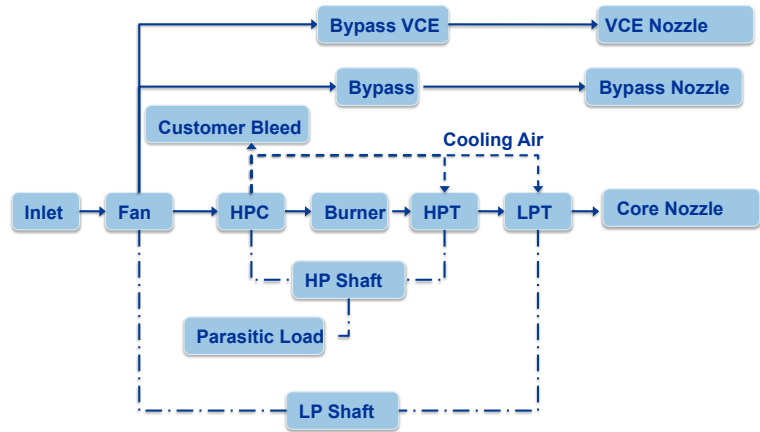 Bypass VCE
VCE Nozzle
Bypass
Bypass Nozzle
Customer Bleed
Cooling Air
Inlet
Fan
HPC
Burner
HPT
LPT
Core Nozzle
HP Shaft
Parasitic Load
LP Shaft